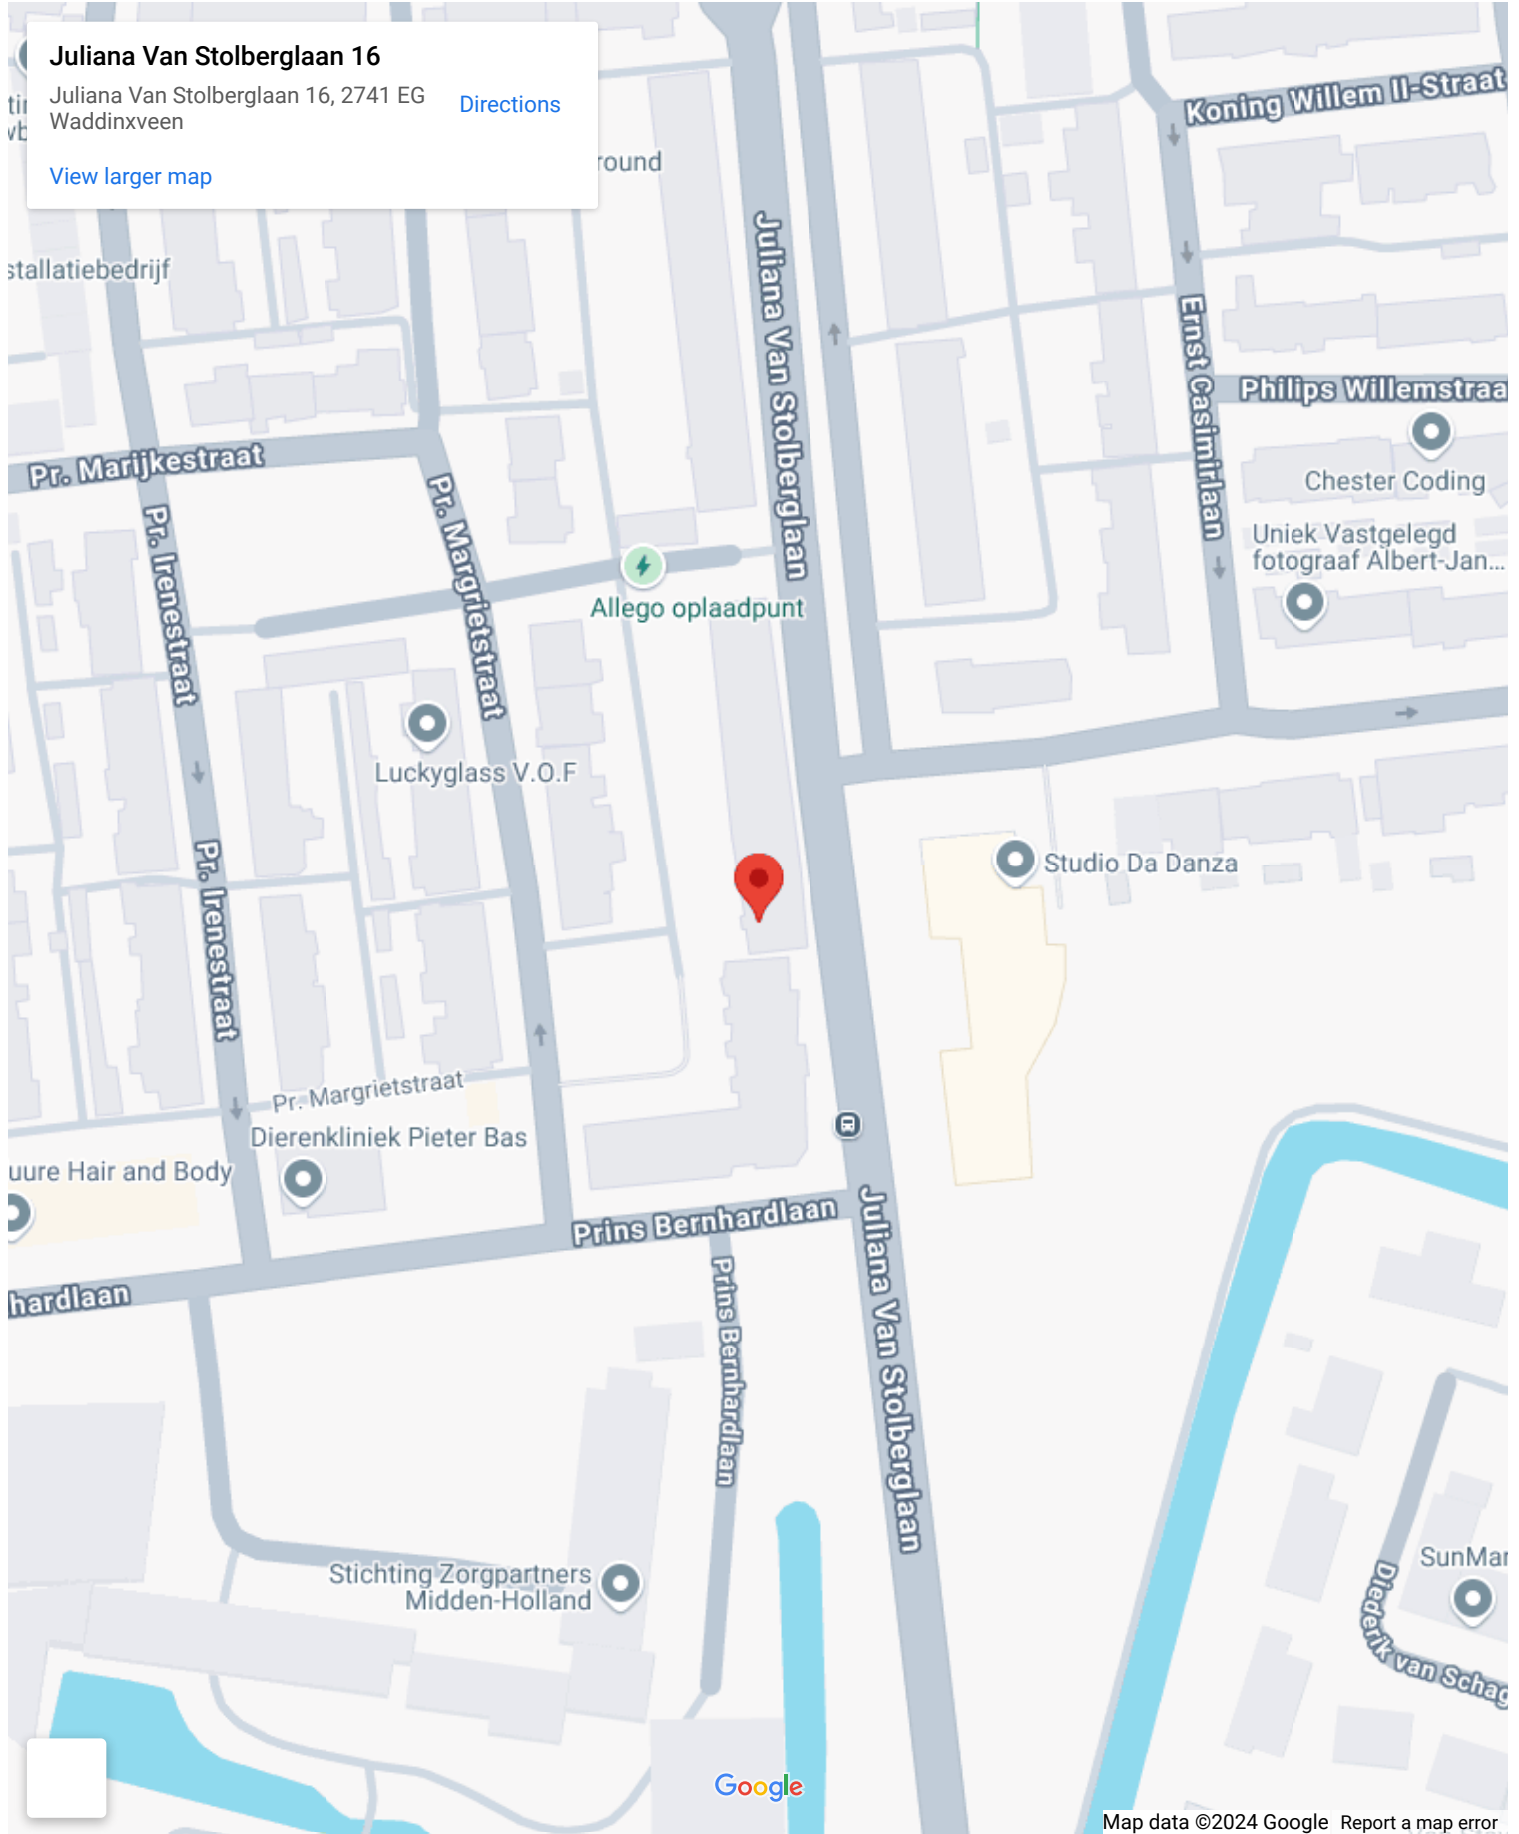 Juliana Van Stolberglaan 16
Juliana Van Stolberglaan 16, 2741 EG
Waddinxveen
Directions
View larger map
Koning Willem II-Straat
round
stallatiebedrijf
Juliana Van Stolberglaan
Ernst Casimirlaan
Philips Willemstraa
Chester Coding
Pr. Marijkestraat
Pr. Irenestraat
Pr. Margrietstraat
Uniek Vastgelegd
fotograaf Albert-Jan...
Allego oplaadpunt
Luckyglass V.O.F
Pr. Irenestraat
Studio Da Danza
Pr. Margrietstraat
Dierenkliniek Pieter Bas
uure Hair and Body
Prins Bernhardlaan
Juliana Van Stolberglaan
hardlaan
Prins Bernhardlaan
Stichting Zorgpartners
Midden-Holland
SunMar
Diederik van Schag
Google
Map data ©2024 Google
Report a map error